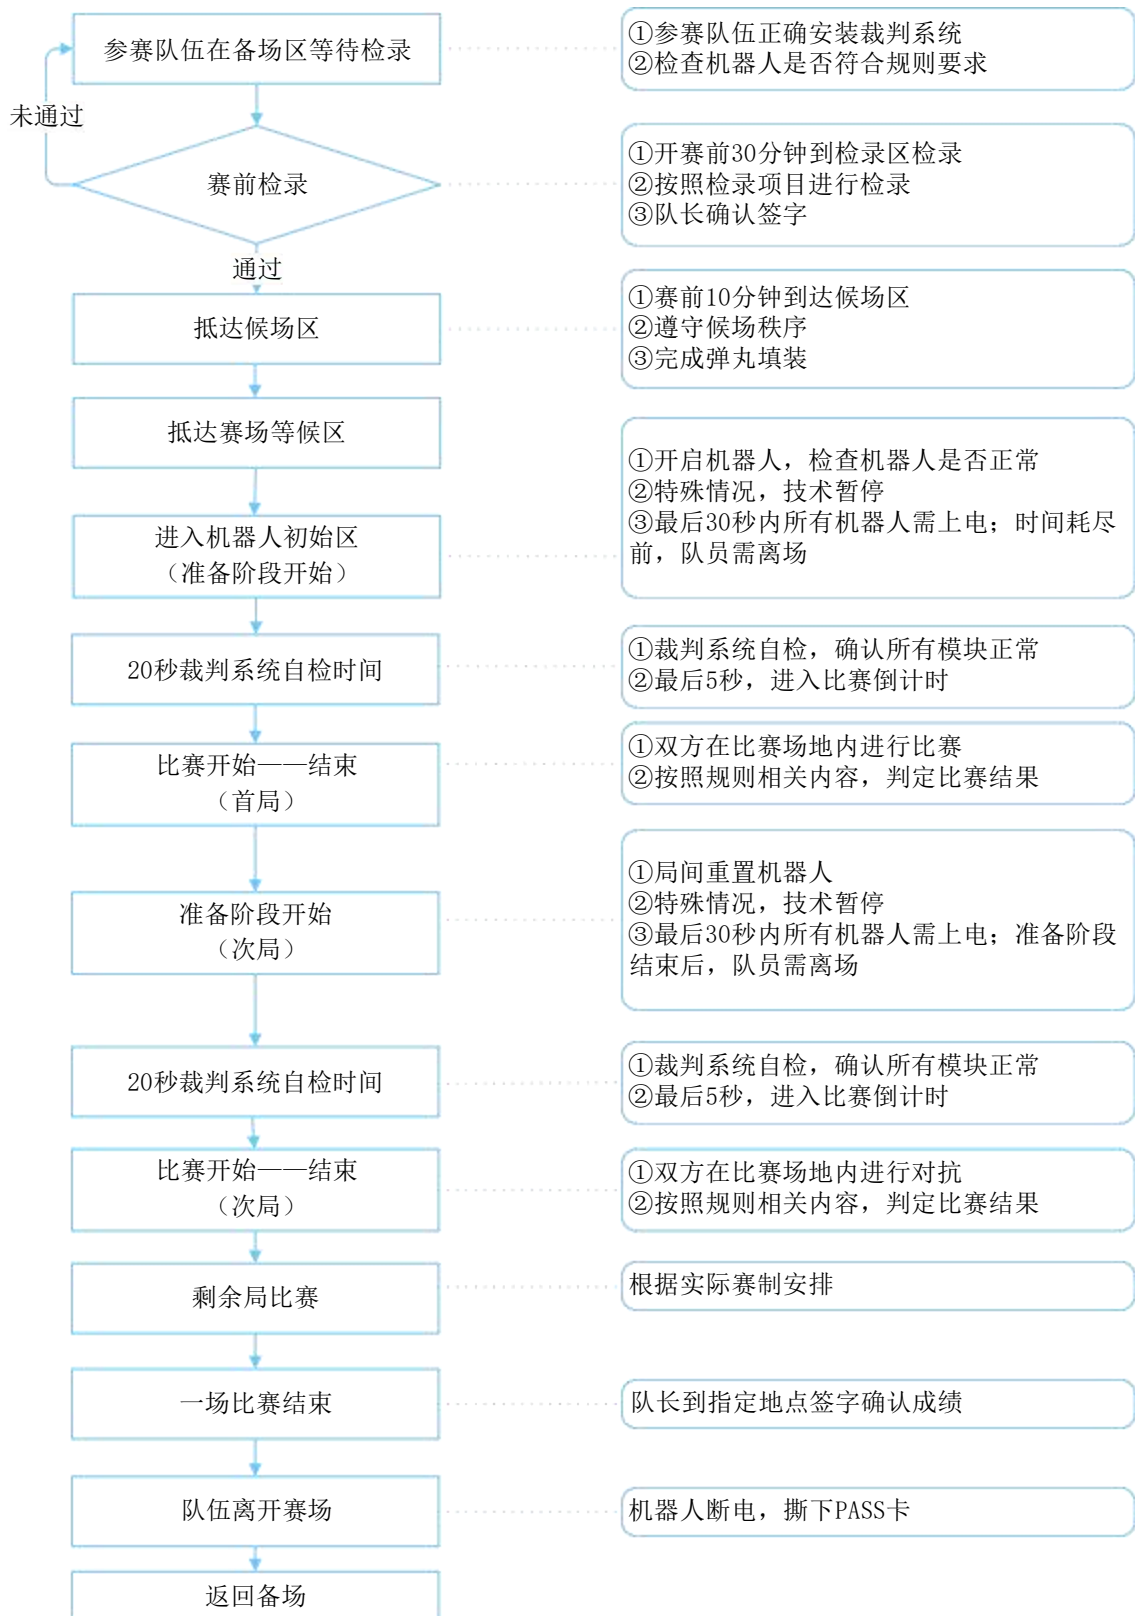 参赛队伍在备场区等待检录
①参赛队伍正确安装裁判系统
②检查机器人是否符合规则要求
未通过
赛前检录
①开赛前30分钟到检录区检录
②按照检录项目进行检录
③队长确认签字
通过
抵达候场区
①赛前10分钟到达候场区
②遵守候场秩序
③完成弹丸填装
抵达赛场等候区
进入机器人初始区
（准备阶段开始）
①开启机器人，检查机器人是否正常
②特殊情况，技术暂停
③最后30秒内所有机器人需上电；时间耗尽
前，队员需离场
20秒裁判系统自检时间
①裁判系统自检，确认所有模块正常
②最后5秒，进入比赛倒计时
比赛开始——结束
（首局）
①双方在比赛场地内进行比赛
②按照规则相关内容，判定比赛结果
准备阶段开始
（次局）
①局间重置机器人
②特殊情况，技术暂停
③最后30秒内所有机器人需上电；准备阶段
结束后，队员需离场
20秒裁判系统自检时间
①裁判系统自检，确认所有模块正常
②最后5秒，进入比赛倒计时
比赛开始——结束
（次局）
①双方在比赛场地内进行对抗
②按照规则相关内容，判定比赛结果
剩余局比赛
根据实际赛制安排
一场比赛结束
队长到指定地点签字确认成绩
队伍离开赛场
机器人断电，撕下PASS卡
返回备场